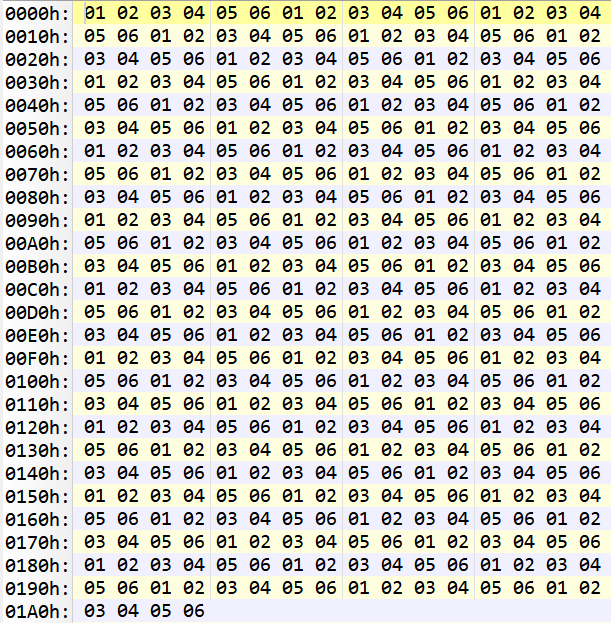 0000h: 01 02 03 04 05 06 01 02 03 04 05 06 01 02 03 04
0010h: 05 06 01 02 03 04 05 06 01 02 03 04 05 06 01 02
0020h: 03 04 05 06 01 02 03 04 05 06 01 02 03 04 05 06
0030h: 01 02 03 04 05 06 01 02 03 04 05 06 01 02 03 04
0040h: 05 06 01 02 03 04 05 06 01 02 03 04 05 06 01 02
0050h: 03 04 05 06 01 02 03 04 05 06 01 02 03 04 05 06
0060h: 01 02 03 04 05 06 01 02 03 04 05 06 01 02 03 04
0070h: 05 06 01 02 03 04 05 06 01 02 03 04 05 06 01 02
0080h: 03 04 05 06 01 02 03 04 05 06 01 02 03 04 05 06
0090h: 01 02 03 04 05 06 01 02 03 04 05 06 01 02 03 04
00A0h: 05 06 01 02 03 04 05 06 01 02 03 04 05 06 01 02
00B0h: 03 04 05 06 01 02 03 04 05 06 01 02 03 04 05 06
00C0h: 01 02 03 04 05 06 01 02 03 04 05 06 01 02 03 04
00D0h: 05 06 01 02 03 04 05 06 01 02 03 04 05 06 01 02
00E0h: 03 04 05 06 01 02 03 04 05 06 01 02 03 04 05 06
00F0h: 01 02 03 04 05 06 01 02 03 04 05 06 01 02 03 04
0100h: 05 06 01 02 03 04 05 06 01 02 03 04 05 06 01 02
0110h: 03 04 05 06 01 02 03 04 05 06 01 02 03 04 05 06
0120h: 01 02 03 04 05 06 01 02 03 04 05 06 01 02 03 04
0130h: 05 06 01 02 03 04 05 06 01 02 03 04 05 06 01 02
0140h: 03 04 05 06 01 02 03 04 05 06 01 02 03 04 05 06
0150h: 01 02 03 04 05 06 01 02 03 04 05 06 01 02 03 04
0160h: 05 06 01 02 03 04 05 06 01 02 03 04 05 06 01 02
0170h: 03 04 05 06 01 02 03 04 05 06 01 02 03 04 05 06
0180h: 01 02 03 04 05 06 01 02 03 04 05 06 01 02 03 04
0190h: 05 06 01 02 03 04 05 06 01 02 03 04 05 06 01 02
01A0h: 03 04 05 06